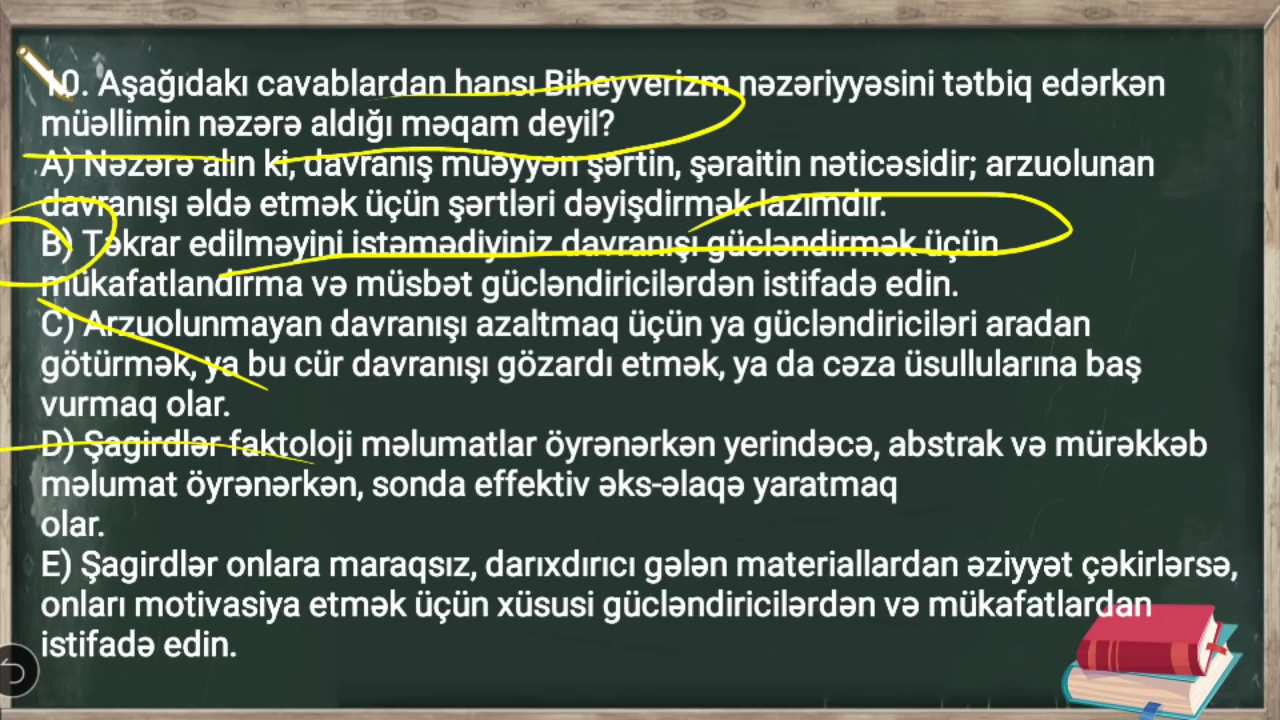 10. Aşağıdakı cavablardan hansı Biheyverizm nəzəriyyəsini tətbiq edərkən
müəllimin nəzərə aldığı məqam deyil?
A) Nəzərə alın ki, davranış müəyyən şərtin, şəraitin nəticəsidir; arzuolunan
davranışı əldə etmək üçün şərtləri dəyişdirmək lazımdır.
B) Təkrar edilməyini istəmədiyiniz davranışı gücləndirmək üçün
mükafatlandırma və müsbət gücləndiricilərdən istifadə edin.
C) Arzuolunmayan davranışı azaltmaq üçün ya gücləndiriciləri aradan
götürmək, ya bu cür davranışı gözardı etmək, ya da cəza üsullularına baş
vurmaq olar.
D) Şagirdlər faktoloji məlumatlar öyrənərkən yerindəcə, abstrak və mürəkkəb
məlumat öyrənərkən, sonda effektiv əks-əlaqə yaratmaq
olar.
E) Şagirdlər onlara maraqsız, darıxdırıcı gələn materiallardan əziyyət çəkirlərsə,
onları motivasiya etmək üçün xüsusi gücləndiricilərdən və mükafatlardan
istifadə edin.